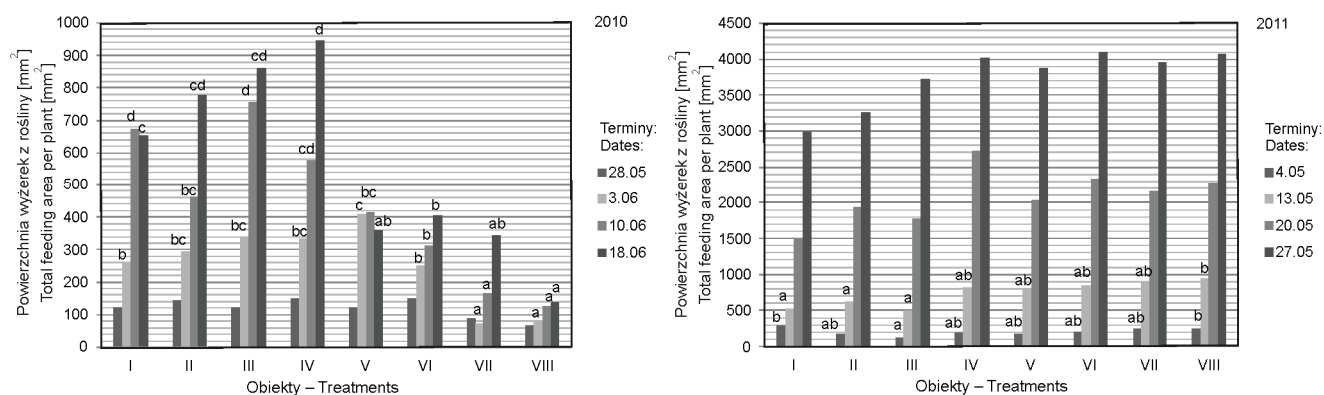 2010
Powierzchnia wyżerek z rośliny [mm²]
Total feeding area per plant [mm²]
1000
900
800
700
600
500
400
300
200
100
0
b
d
c
bc
bc
cd
bc
d
cd
bc
cd
d
c
bc
ab
b
b
b
a
a
ab
a
a
a
I II III IV V VI VII VIII
Obiekty – Treatments
Terminy:
Dates:
28.05
3.06
10.06
18.06
2011
Powierzchnia wyżerek z rośliny [mm²]
Total feeding area per plant [mm²]
4500
4000
3500
3000
2500
2000
1500
1000
500
0
b
a
ab
a
a
a
ab
ab
ab
ab
ab
ab
ab
ab
b
b
I II III IV V VI VII VIII
Obiekty – Treatments
Terminy:
Dates:
4.05
13.05
20.05
27.05